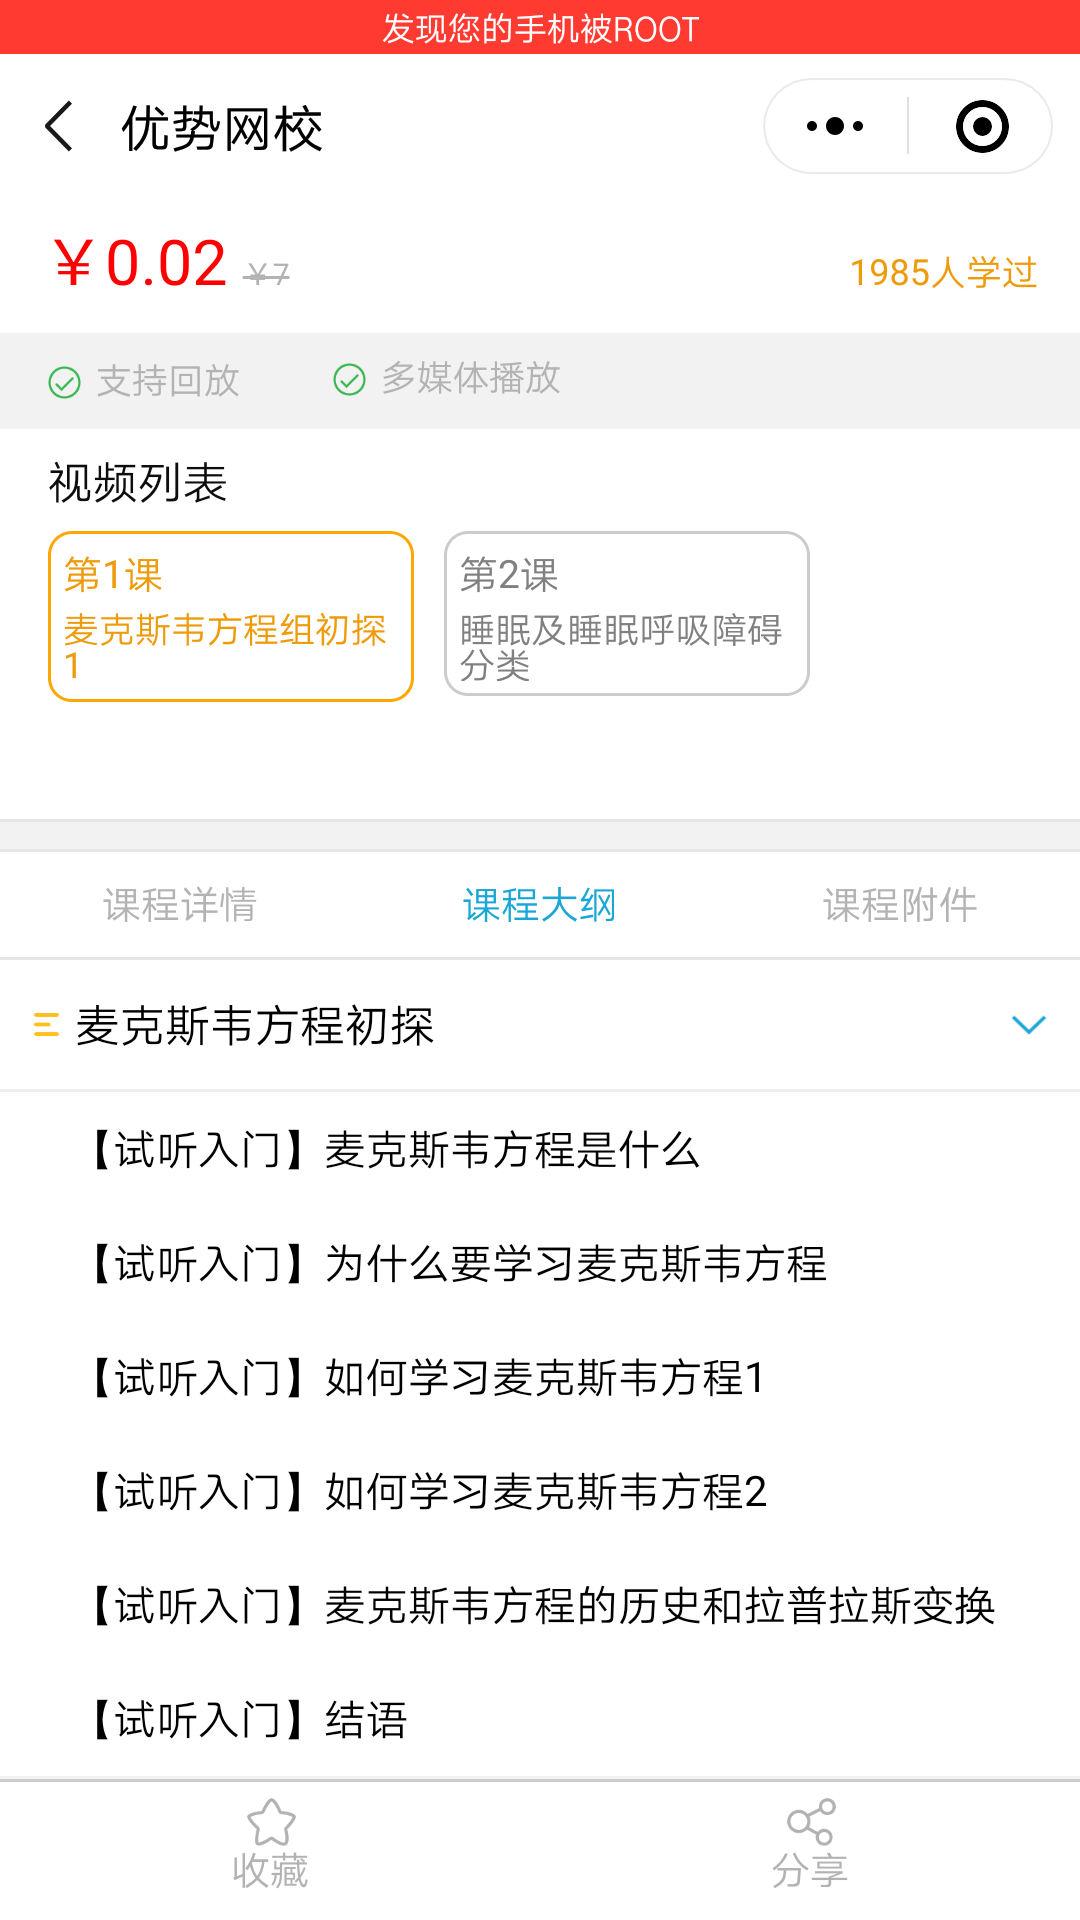 发现您的手机被ROOT
优势网校
￥0.02 ￥7
1985人学过
支持回放 多媒体播放
视频列表
第1课
麦克斯韦方程组初探
1
第2课
睡眠及睡眠呼吸障碍
分类
课程详情 课程大纲 课程附件
麦克斯韦方程初探
【试听入门】麦克斯韦方程是什么
【试听入门】为什么要学习麦克斯韦方程
【试听入门】如何学习麦克斯韦方程1
【试听入门】如何学习麦克斯韦方程2
【试听入门】麦克斯韦方程的历史和拉普拉斯变换
【试听入门】结语
收藏 分享